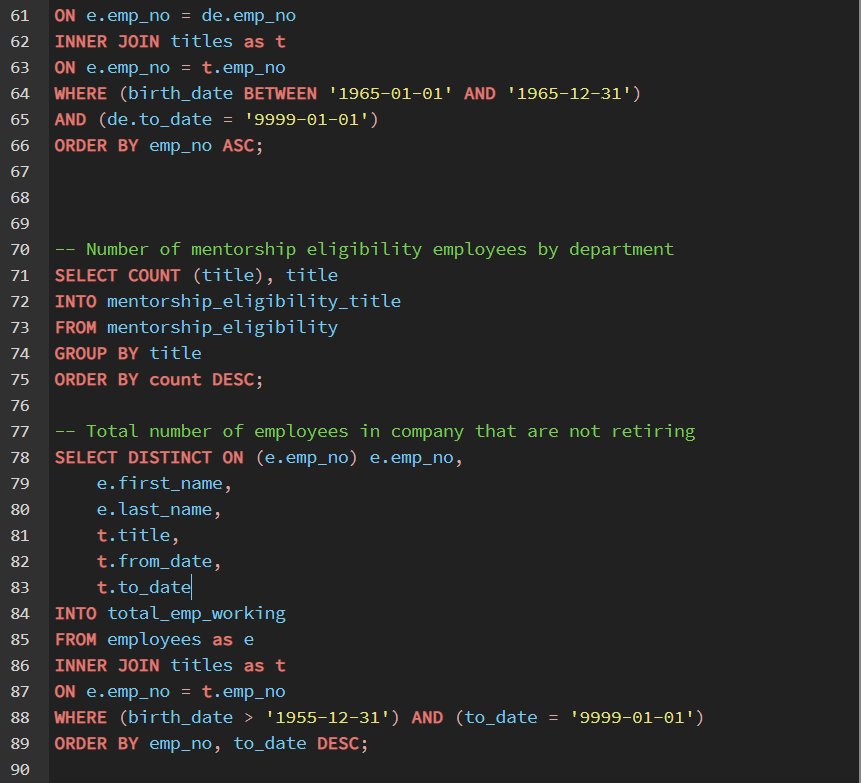 61 ON e.emp_no = de.emp_no
62 INNER JOIN titles as t
63 ON e.emp_no = t.emp_no
64 WHERE (birth_date BETWEEN '1965-01-01' AND '1965-12-31')
65 AND (de.to_date = '9999-01-01')
66 ORDER BY emp_no ASC;
67
68
69
70 -- Number of mentorship eligibility employees by department
71 SELECT COUNT (title), title
72 INTO mentorship_eligibility_title
73 FROM mentorship_eligibility
74 GROUP BY title
75 ORDER BY count DESC;
76
77 -- Total number of employees in company that are not retiring
78 SELECT DISTINCT ON (e.emp_no) e.emp_no,
79     e.first_name,
80     e.last_name,
81     t.title,
82     t.from_date,
83     t.to_date
84 INTO total_emp_working
85 FROM employees as e
86 INNER JOIN titles as t
87 ON e.emp_no = t.emp_no
88 WHERE (birth_date > '1955-12-31') AND (to_date = '9999-01-01')
89 ORDER BY emp_no, to_date DESC;
90